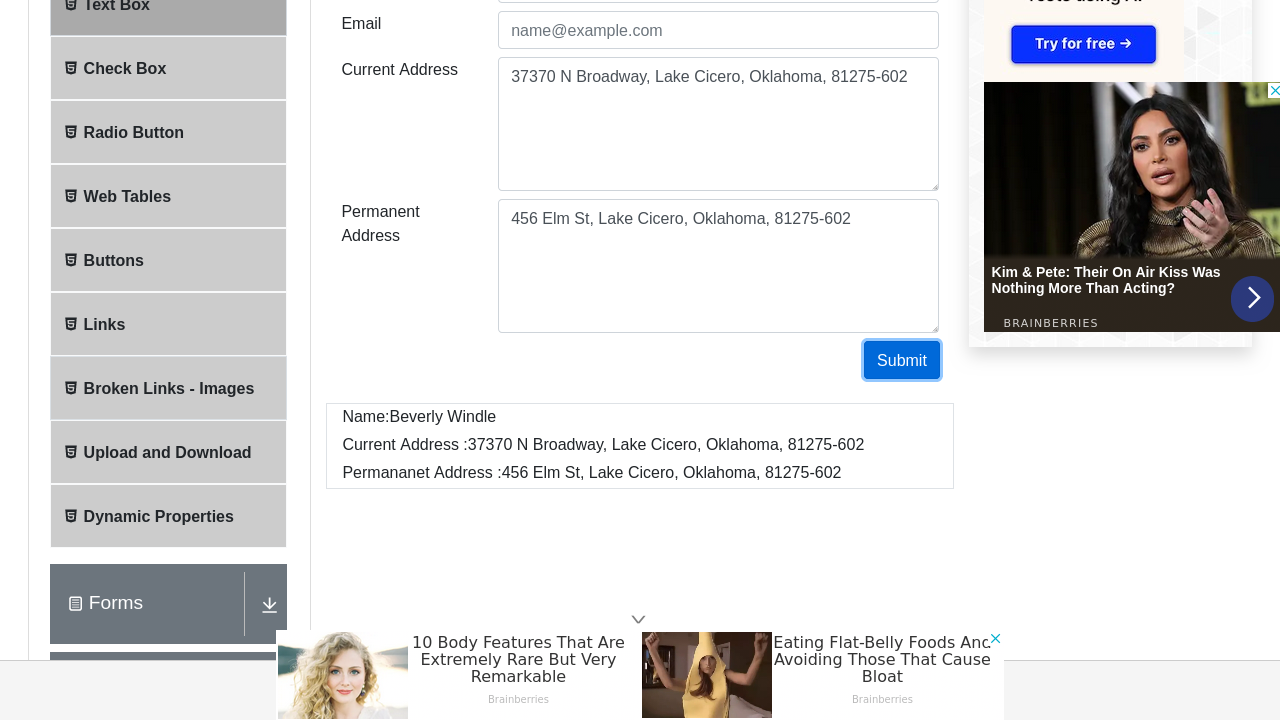 Text Box
Check Box
Radio Button
Web Tables
Buttons
Links
Broken Links - Images
Upload and Download
Dynamic Properties
Forms
Email
name@example.com
Current Address
37370 N Broadway, Lake Cicero, Oklahoma, 81275-602
Permanent
Address
456 Elm St, Lake Cicero, Oklahoma, 81275-602
Submit
Name:Beverly Windle
Current Address :37370 N Broadway, Lake Cicero, Oklahoma, 81275-602
Permananet Address :456 Elm St, Lake Cicero, Oklahoma, 81275-602
Try for free →
Kim & Pete: Their On Air Kiss Was
Nothing More Than Acting?
BRAINBERRIES
10 Body Features That Are
Extremely Rare But Very
Remarkable
Brainberries
Eating Flat-Belly Foods And
Avoiding Those That Cause
Bloat
Brainberries